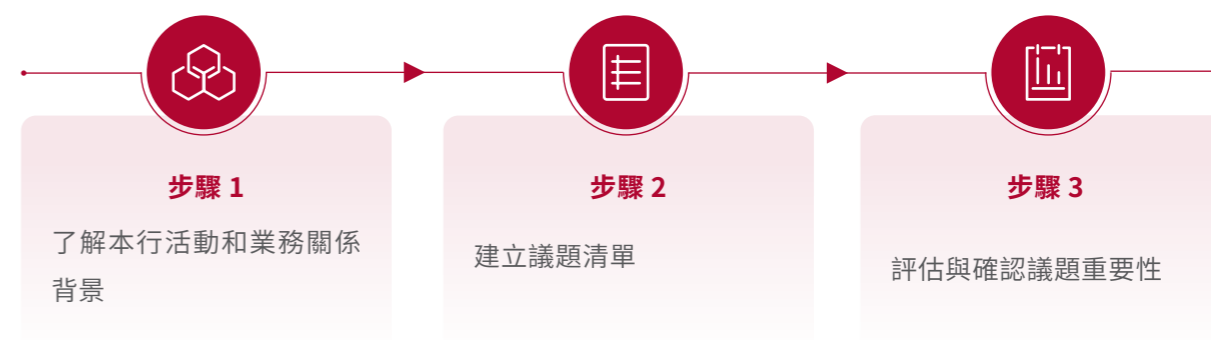 步驟 1
了解本行活動和業務關係
背景
步驟 2
建立議題清單
步驟 3
評估與確認議題重要性